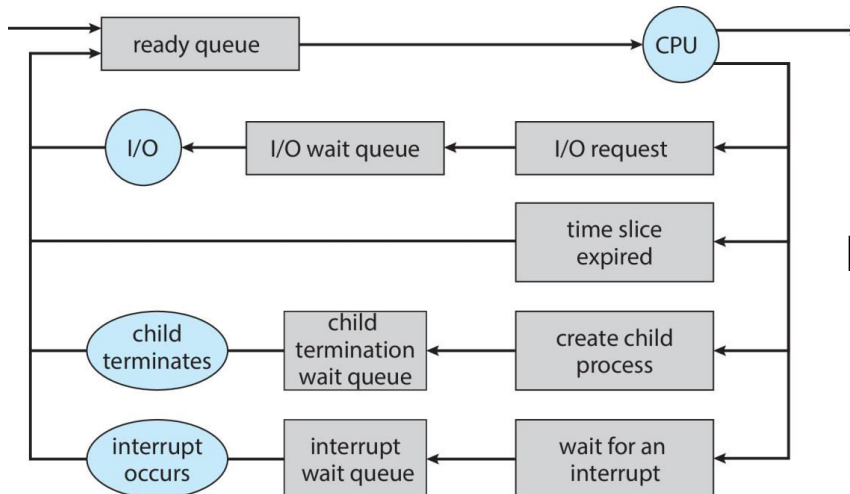 ready queue
CPU
I/O
I/O wait queue
I/O request
time slice
expired
child
terminates
child
termination
wait queue
create child
process
interrupt
occurs
interrupt
wait queue
wait for an
interrupt